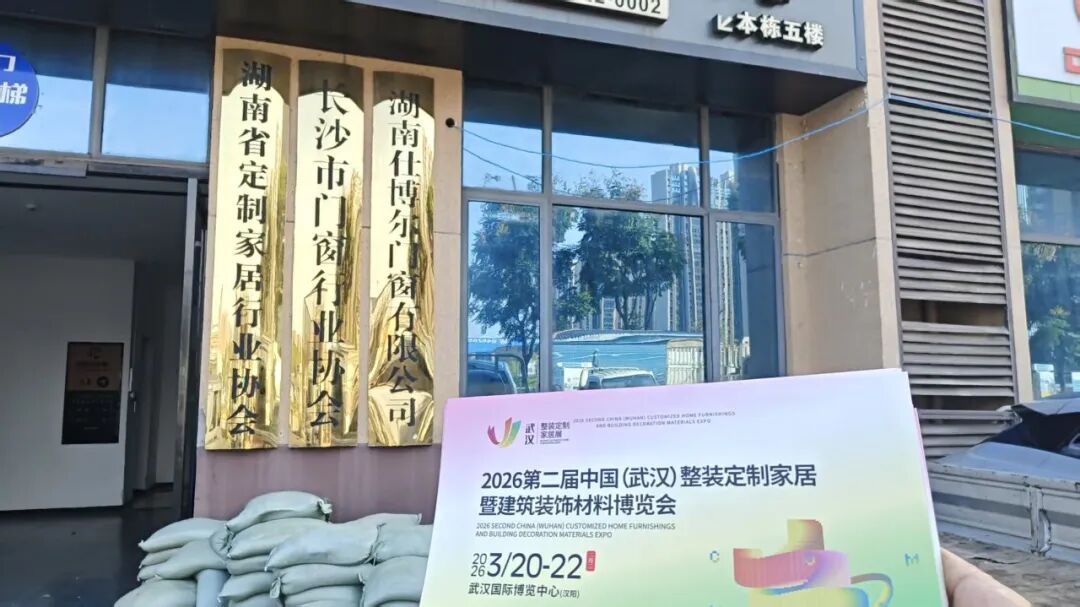 2-0002
↙本栋五楼
梯
湖南省定制家居行业协会
长沙市门窗行业协会
湖南仕博尔门窗有限公司
武汉
整装定制
家居展
2026 SECOND CHINA (WUHAN) CUSTOMIZED HOME FURNISHINGS
AND BUILDING DECORATION MATERIALS EXPO
2026第二届中国(武汉)整装定制家居
暨建筑装饰材料博览会
2026 SECOND CHINA (WUHAN) CUSTOMIZED HOME FURNISHINGS
AND BUILDING DECORATION MATERIALS EXPO
2026 3/20-22
武汉国际博览中心(汉阳)
C M